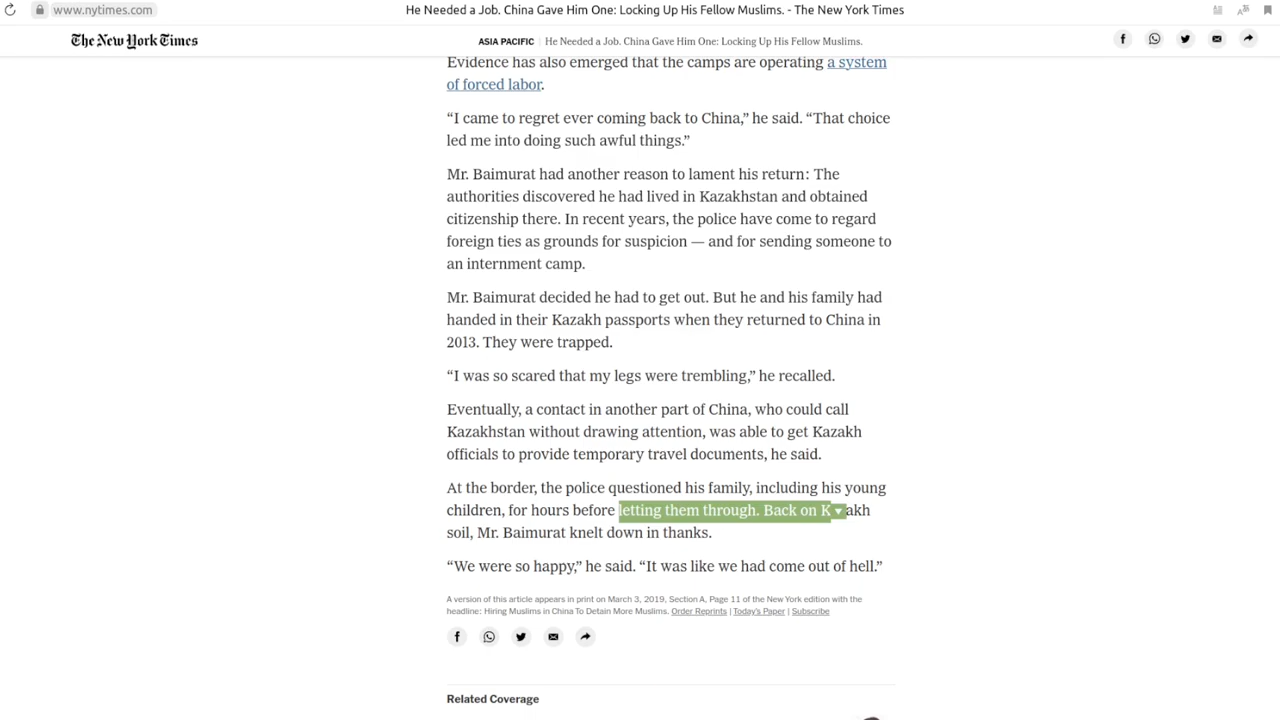 www.nytimes.com
He Needed a Job. China Gave Him One: Locking Up His Fellow Muslims. - The New York Times
The New York Times
ASIA PACIFIC | He Needed a Job. China Gave Him One: Locking Up His Fellow Muslims.
Evidence has also emerged that the camps are operating a system
of forced labor.
“I came to regret ever coming back to China,” he said. “That choice
led me into doing such awful things.”
Mr. Baimurat had another reason to lament his return: The
authorities discovered he had lived in Kazakhstan and obtained
citizenship there. In recent years, the police have come to regard
foreign ties as grounds for suspicion — and for sending someone to
an internment camp.
Mr. Baimurat decided he had to get out. But he and his family had
handed in their Kazakh passports when they returned to China in
2013. They were trapped.
“I was so scared that my legs were trembling,” he recalled.
Eventually, a contact in another part of China, who could call
Kazakhstan without drawing attention, was able to get Kazakh
officials to provide temporary travel documents, he said.
At the border, the police questioned his family, including his young
children, for hours before letting them through. Back on K akh
soil, Mr. Baimurat knelt down in thanks.
“We were so happy,” he said. “It was like we had come out of hell.”
A version of this article appears in print on March 3, 2019, Section A, Page 11 of the New York edition with the
headline: Hiring Muslims in China To Detain More Muslims. Order Reprints | Today’s Paper | Subscribe
Related Coverage